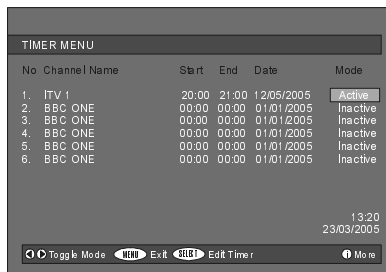 TIMER MENU
No Channel Name Start End Date Mode
1. ITV 1 20:00 21:00 12/05/2005 Active
2. BBC ONE 00:00 00:00 01/01/2005 Inactive
3. BBC ONE 00:00 00:00 01/01/2005 Inactive
4. BBC ONE 00:00 00:00 01/01/2005 Inactive
5. BBC ONE 00:00 00:00 01/01/2005 Inactive
6. BBC ONE 00:00 00:00 01/01/2005 Inactive
13:20
23/03/2005
Toggle Mode MENU Exit SELECT Edit Timer i More